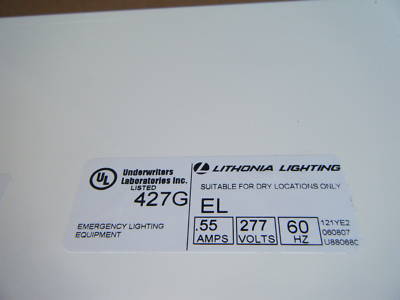 UL
Underwriters
Laboratories Inc.
LISTED
427G
EMERGENCY LIGHTING
EQUIPMENT
LITHONIA LIGHTING
SUITABLE FOR DRY LOCATIONS ONLY
EL
.55 AMPS
277 VOLTS
60 HZ
121YE2
060807
U88068C